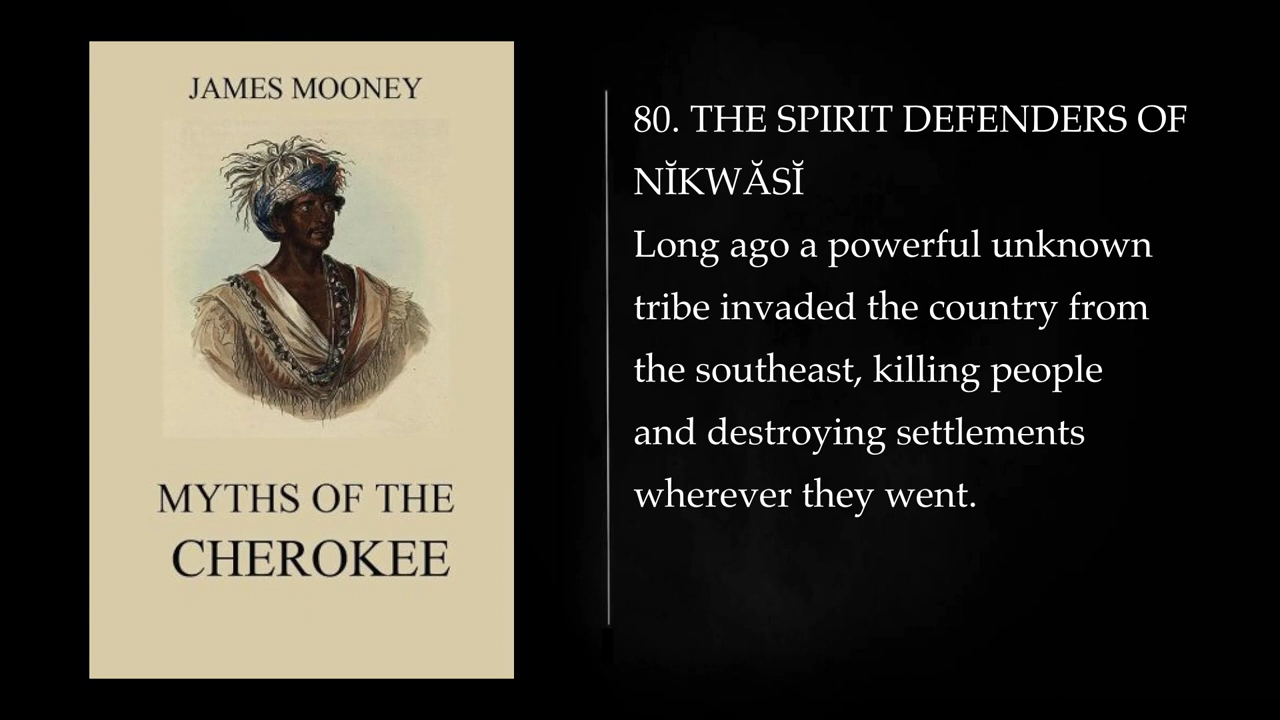 JAMES MOONEY
MYTHS OF THE
CHEROKEE
80. THE SPIRIT DEFENDERS OF
NĬKWĂSĬ
Long ago a powerful unknown
tribe invaded the country from
the southeast, killing people
and destroying settlements
wherever they went.